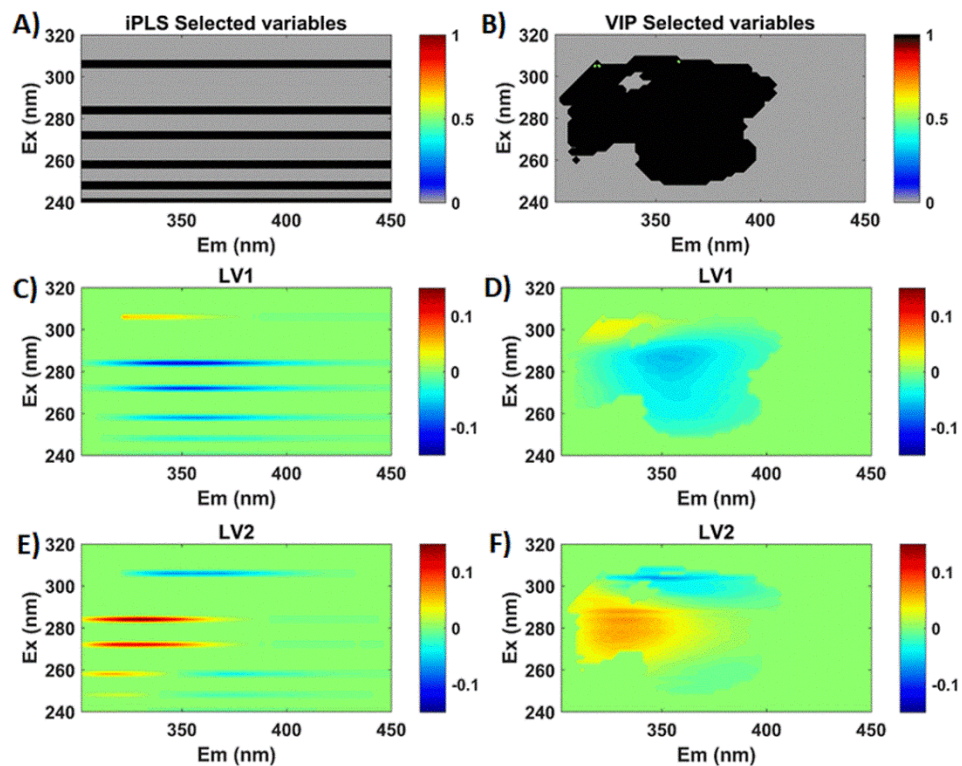 A) iPLS Selected variables
320
300
280
260
240
Ex (nm)
350 400 450
Em (nm)
1
0.5
0
B) VIP Selected variables
320
300
280
260
240
Ex (nm)
350 400 450
Em (nm)
1
0.5
0
C) LV1
320
300
280
260
240
Ex (nm)
350 400 450
Em (nm)
0.1
0
-0.1
D) LV1
320
300
280
260
240
Ex (nm)
350 400 450
Em (nm)
0.1
0
-0.1
E) LV2
320
300
280
260
240
Ex (nm)
350 400 450
Em (nm)
0.1
0
-0.1
F) LV2
320
300
280
260
240
Ex (nm)
350 400 450
Em (nm)
0.1
0
-0.1